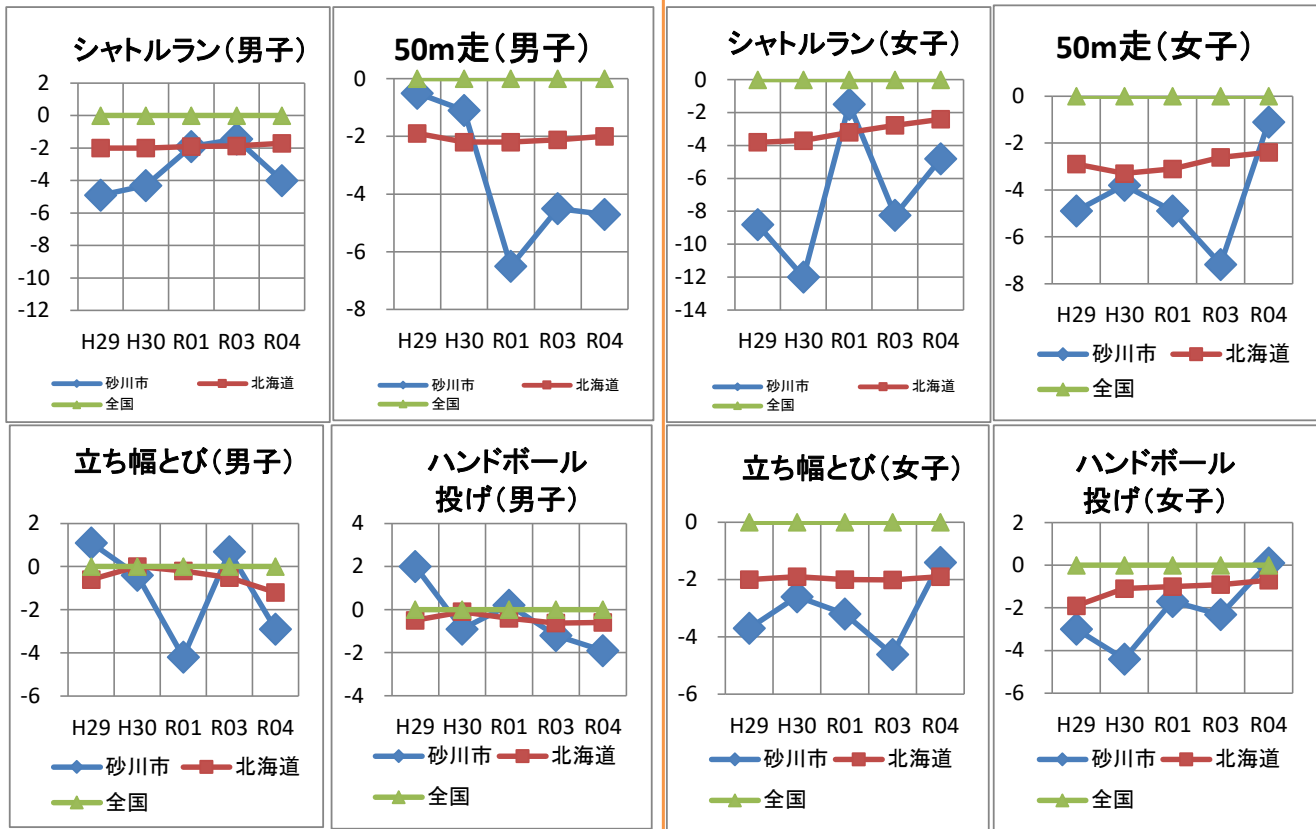 シャトルラン(男子)
2
0
-2
-4
-6
-8
-10
-12
H29 H30 R01 R03 R04
砂川市 北海道
全国
50m走(男子)
0
-2
-4
-6
-8
H29 H30 R01 R03 R04
砂川市 北海道
全国
シャトルラン(女子)
0
-2
-4
-6
-8
-10
-12
-14
H29 H30 R01 R03 R04
砂川市 北海道
全国
50m走(女子)
0
-2
-4
-6
-8
H29 H30 R01 R03 R04
砂川市 北海道
全国
立ち幅とび(男子)
2
0
-2
-4
-6
H29 H30 R01 R03 R04
砂川市 北海道
全国
ハンドボール
投げ(男子)
4
2
0
-2
-4
H29 H30 R01 R03 R04
砂川市 北海道
全国
立ち幅とび(女子)
0
-2
-4
-6
H29 H30 R01 R03 R04
砂川市 北海道
全国
ハンドボール
投げ(女子)
2
0
-2
-4
-6
H29 H30 R01 R03 R04
砂川市 北海道
全国